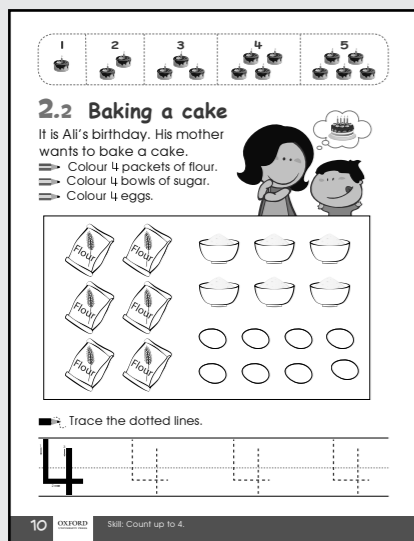 1 2 3 4 5
2.2 Baking a cake
It is Ali's birthday. His mother
wants to bake a cake.
Colour 4 packets of flour.
Colour 4 bowls of sugar.
Colour 4 eggs.
Flour Flour
Flour Flour
Flour Flour
Trace the dotted lines.
4 4 4 4
10 OXFORD Skill: Count up to 4.
UNIVERSITY PRESS